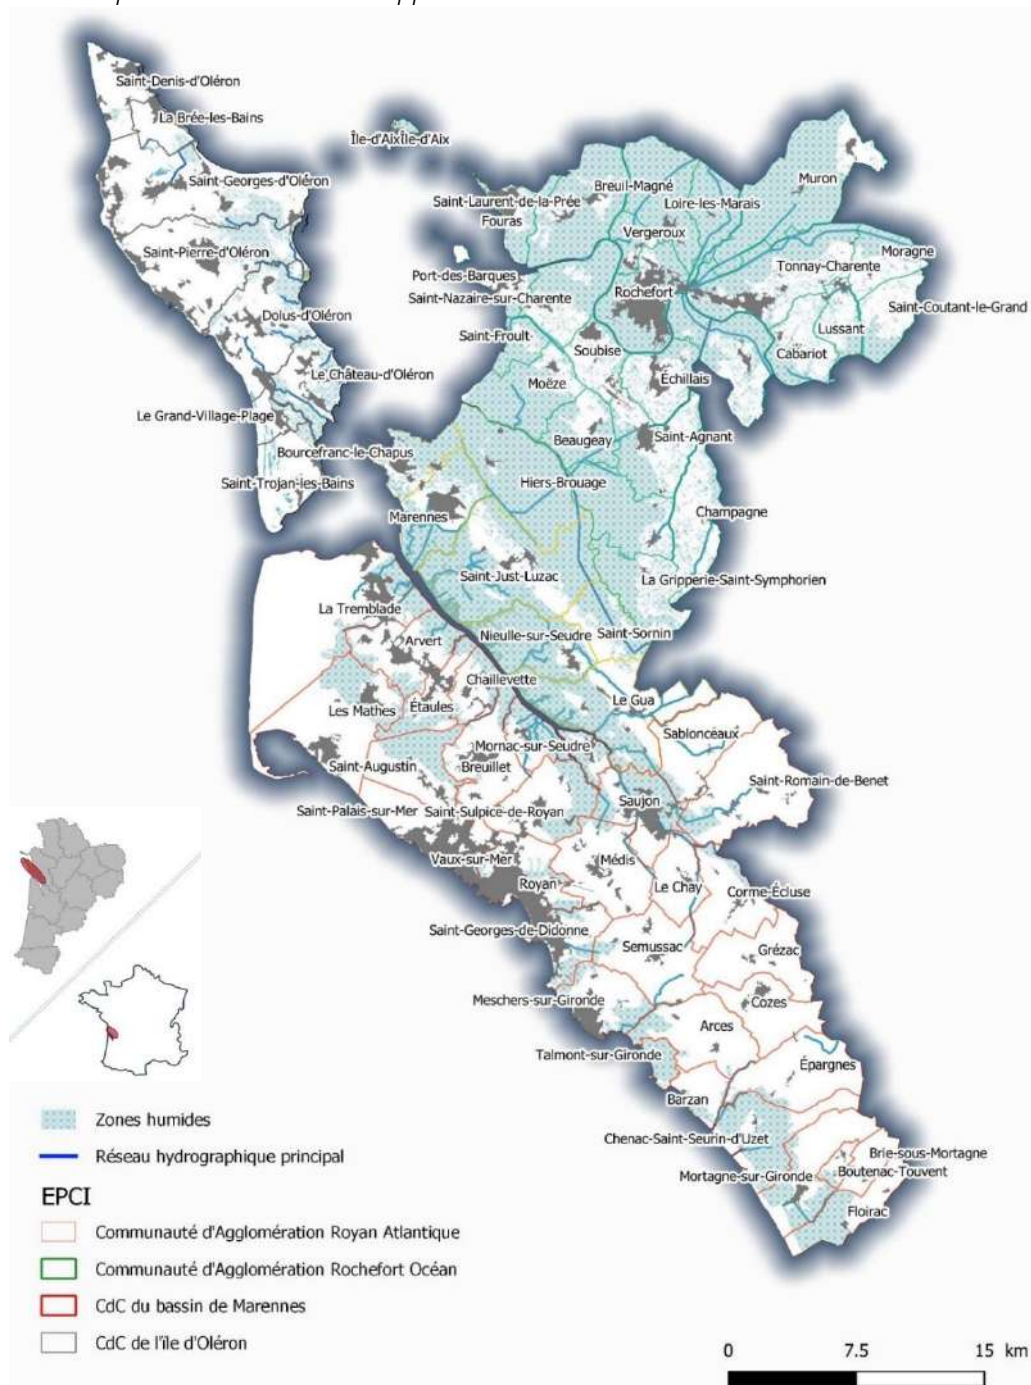 Saint-Denis-d'Oléron
La Brée-les-Bains
Île-d'AixÎle-d'Aix
Saint-Georges-d'Oléron
Breuil-Magné
Muron
Saint-Laurent-de-la-Prée
Loire-les-Marais
Fouras
Vergeroux
Saint-Pierre-d'Oléron
Moragne
Port-des-Barques
Tonnay-Charente
Rochefort
Saint-Nazaire-sur-Charente
Saint-Coutant-le-Grand
Dolus-d'Oléron
Lussant
Saint-Froult
Soubise
Cabariot
Le Château-d'Oléron
Moëze
Échillais
Le Grand-Village-Plage
Beaugeay
Saint-Agnant
Bourcefranc-le-Chapus
Saint-Trojan-les-Bains
Hiers-Brouage
Marennes
Champagne
Saint-Just-Luzac
La Gripperie-Saint-Symphorien
La Tremblade
Arvert
Nieulle-sur-Seudre
Saint-Sornin
Chaillevette
Le Gua
Les Mathes
Étaules
Sablonceaux
Mornac-sur-Seudre
Saint-Augustin
Breuillet
Saint-Romain-de-Benet
Saint-Palais-sur-Mer
Saint-Sulpice-de-Royan
Saujon
Vaux-sur-Mer
Médis
Royan
Le Chay
Corme-Écluse
Saint-Georges-de-Didonne
Semussac
Grézac
Meschers-sur-Gironde
Cozes
Arces
Talmont-sur-Gironde
Épargnes
Barzan
Chenac-Saint-Seurin-d'Uzet
Brie-sous-Mortagne
Mortagne-sur-Gironde
Boutenac-Touvent
Floirac
Zones humides
Réseau hydrographique principal
EPCI
Communauté d'Agglomération Royan Atlantique
Communauté d'Agglomération Rochefort Océan
CdC du bassin de Marennes
CdC de l'île d'Oléron
0 7.5 15 km